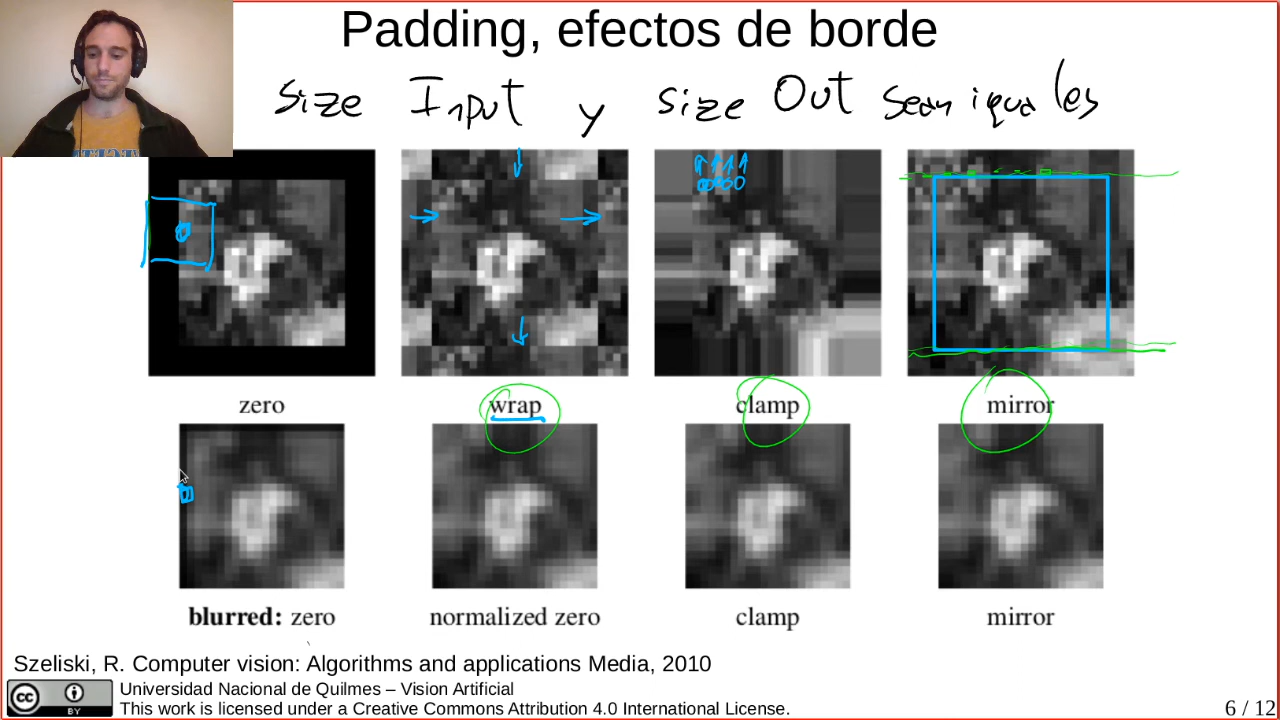 Padding, efectos de borde
Size Input y size Out sean iguales
zero wrap clamp mirror
blurred: zero normalized zero clamp mirror
Szeliski, R. Computer vision: Algorithms and applications Media, 2010
cc BY
Universidad Nacional de Quilmes – Vision Artificial
This work is licensed under a Creative Commons Attribution 4.0 International License.
6 / 12